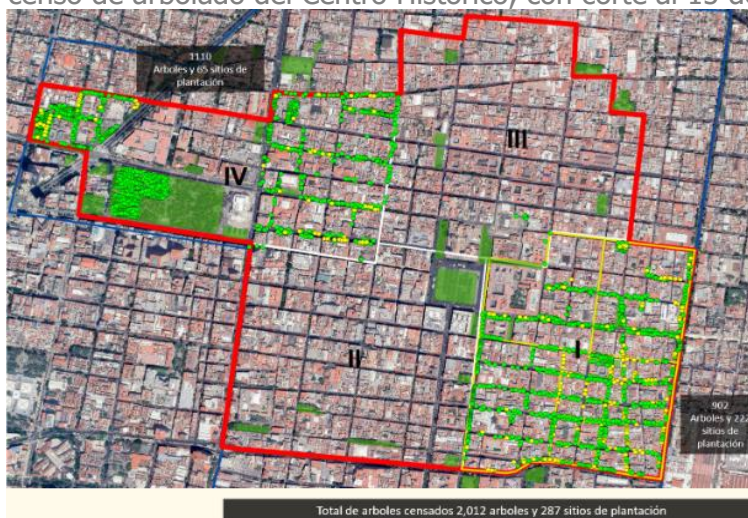 censo de arbolado del Centro Histórico, con corte al 15 de
1110
Arboles y 65 sitios de
plantación
III
IV
I
II
902
Arboles y 222
sitios de
plantación
Total de arboles censados 2,012 arboles y 287 sitios de plantación